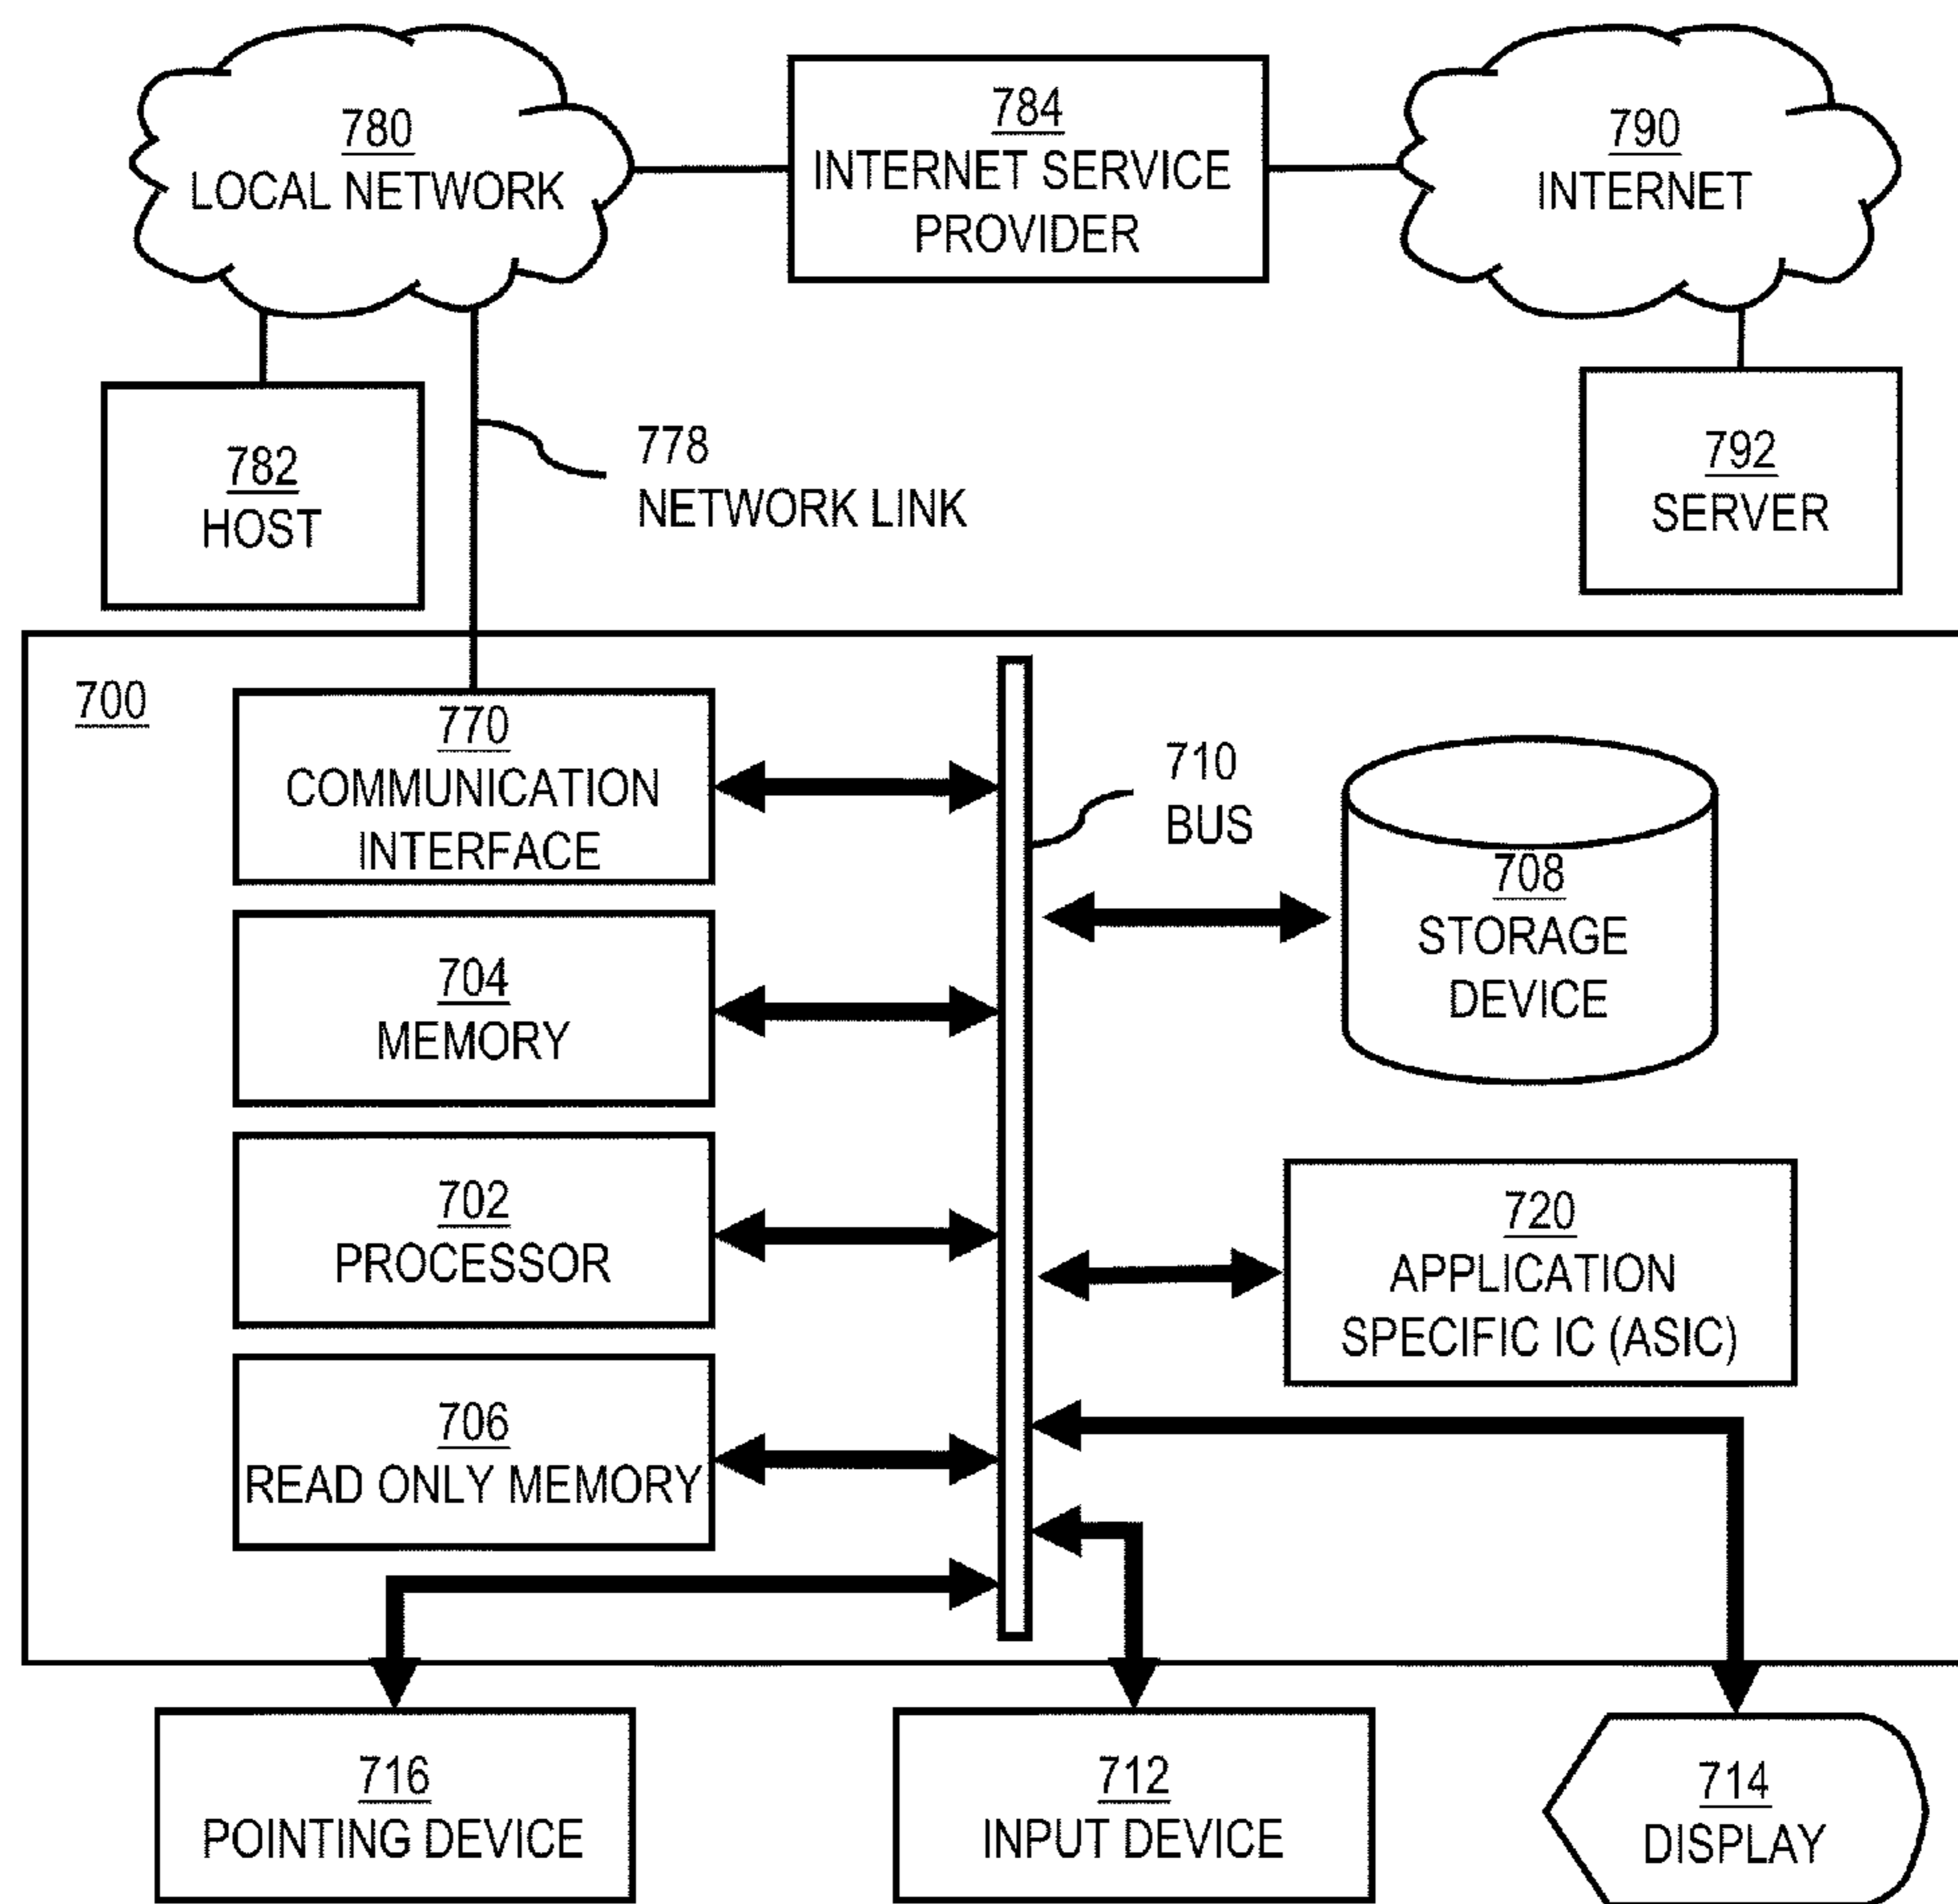 780
LOCAL NETWORK
784
INTERNET SERVICE
PROVIDER
790
INTERNET
782
HOST
778
NETWORK LINK
792
SERVER
700
770
COMMUNICATION
INTERFACE
710
BUS
708
STORAGE
DEVICE
704
MEMORY
702
PROCESSOR
720
APPLICATION
SPECIFIC IC (ASIC)
706
READ ONLY MEMORY
716
POINTING DEVICE
712
INPUT DEVICE
714
DISPLAY